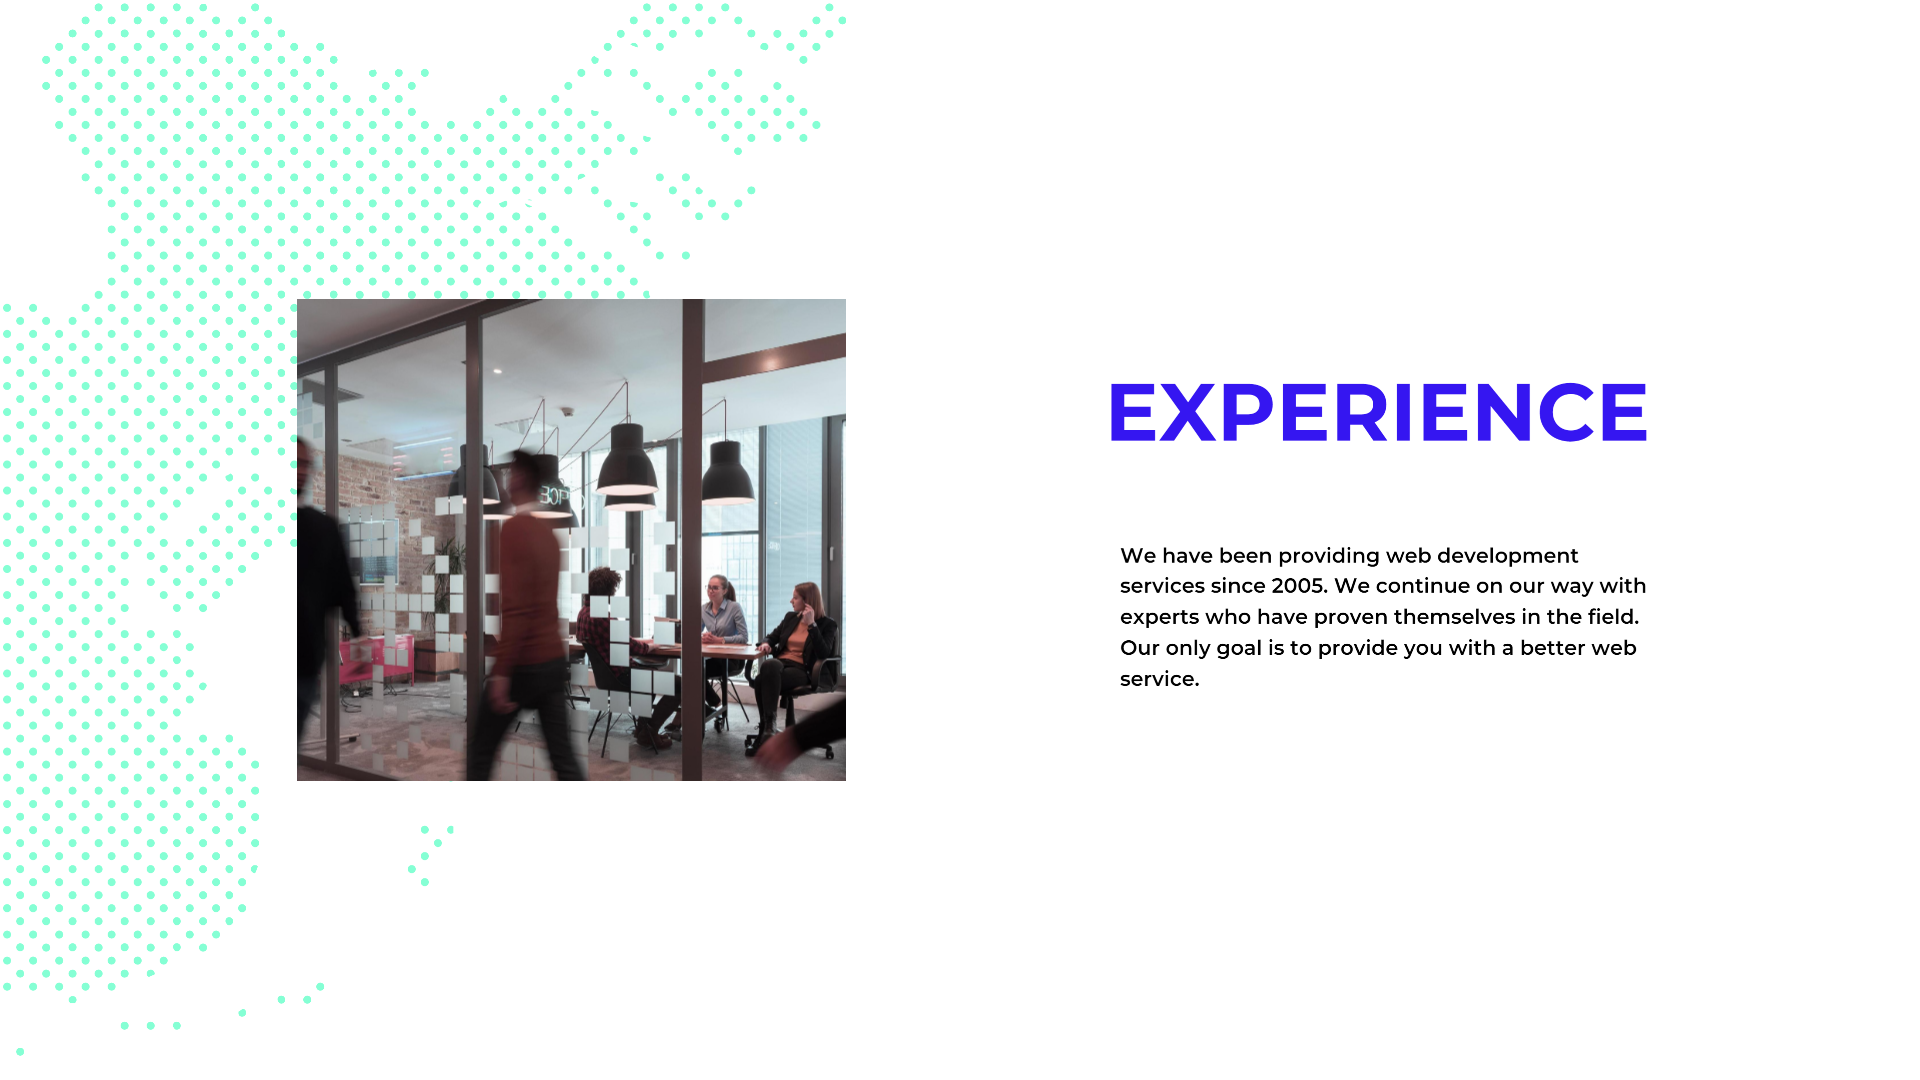 EXPERIENCE
We have been providing web development
services since 2005. We continue on our way with
experts who have proven themselves in the field.
Our only goal is to provide you with a better web
service.